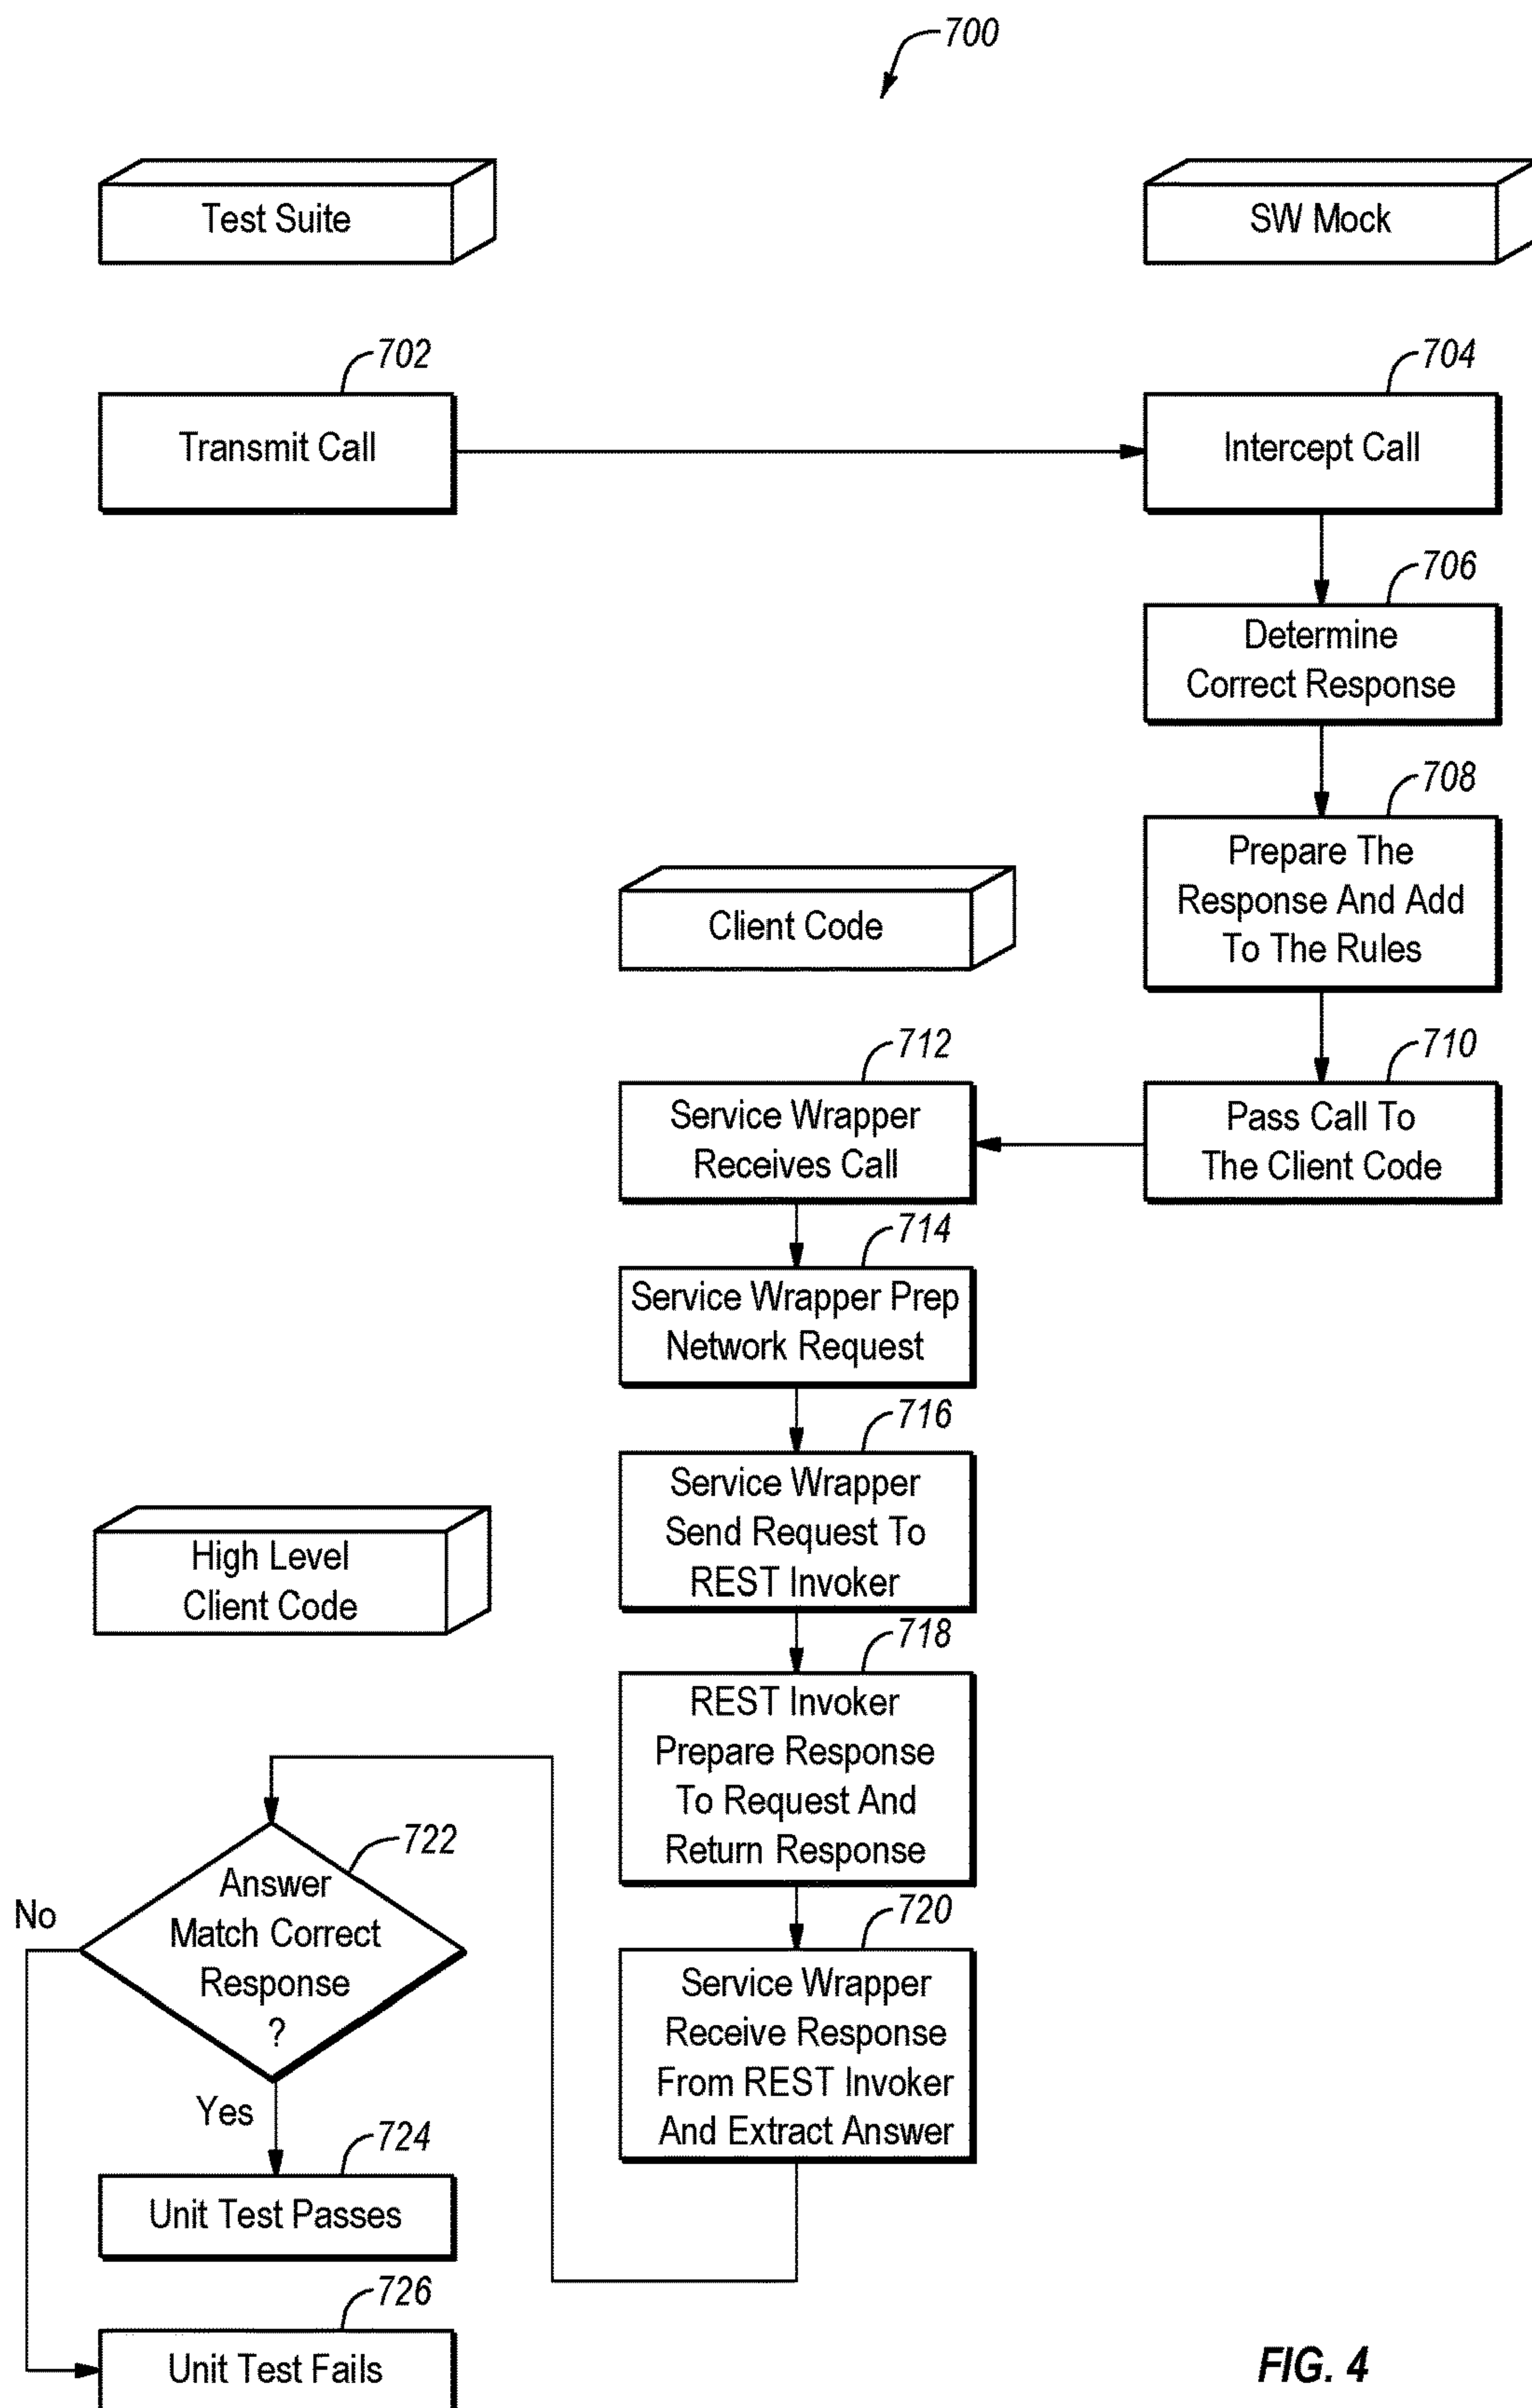 700
Test Suite
SW Mock
702
704
Transmit Call
Intercept Call
706
Determine
Correct Response
708
Prepare The
Response And Add
To The Rules
Client Code
712
710
Service Wrapper
Receives Call
Pass Call To
The Client Code
714
Service Wrapper Prep
Network Request
716
Service Wrapper
Send Request To
REST Invoker
High Level
Client Code
718
REST Invoker
Prepare Response
To Request And
Return Response
722
Answer
Match Correct
Response
?
No
Yes
720
Service Wrapper
Receive Response
From REST Invoker
And Extract Answer
724
Unit Test Passes
726
Unit Test Fails
FIG. 4